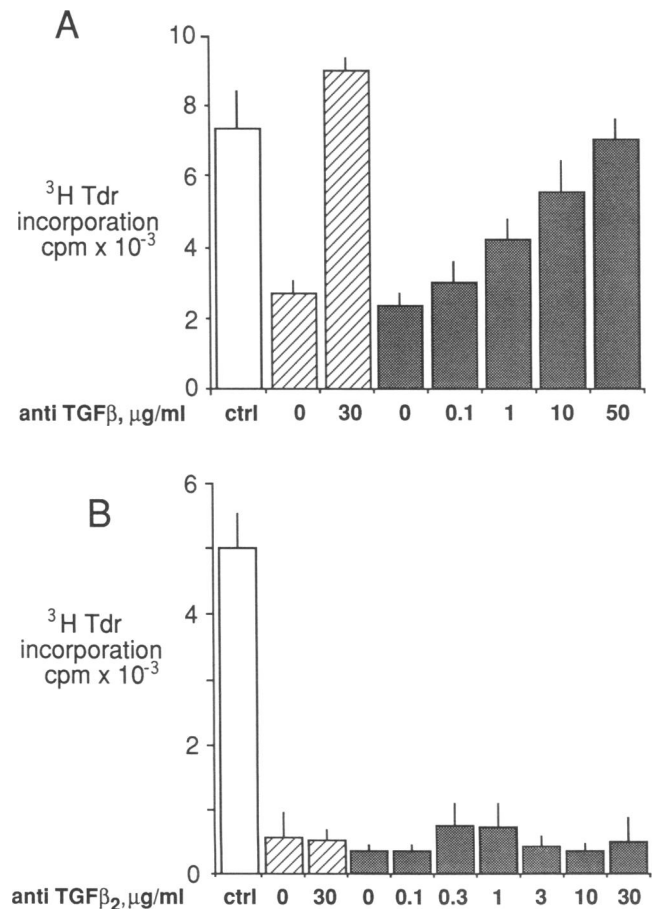 A
10
8
6
4
2
0
³H Tdr
incorporation
cpm x 10⁻³
anti TGFβ, μg/ml ctrl 0 30 0 0.1 1 10 50
B
6
4
2
0
³H Tdr
incorporation
cpm x 10⁻³
anti TGFβ₂,μg/ml ctrl 0 30 0 0.1 0.3 1 3 10 30